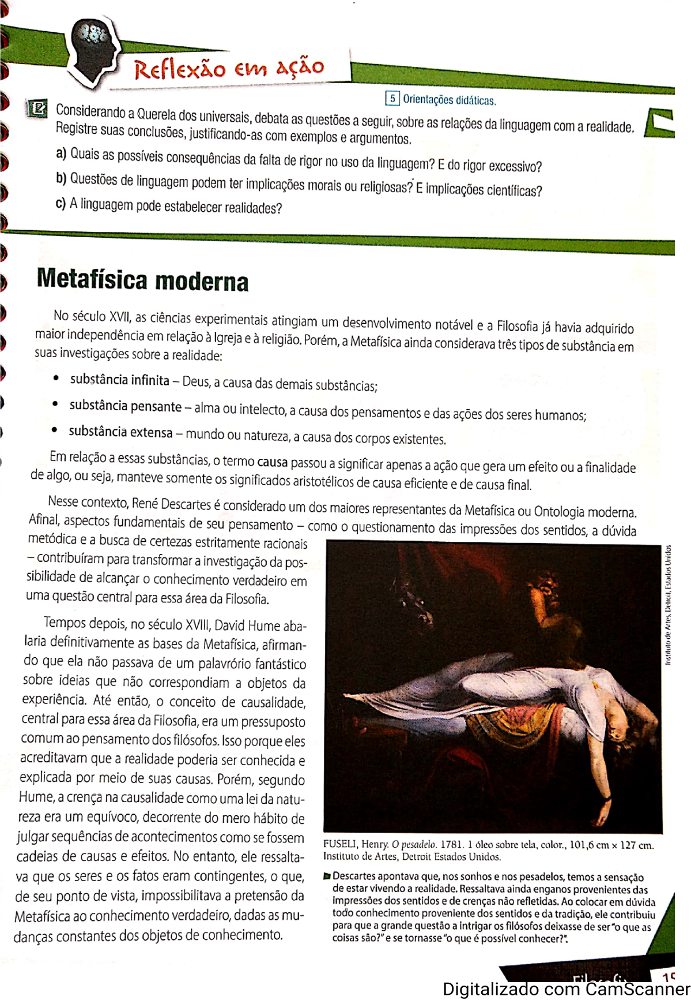 Reflexão em ação
5 Orientações didáticas.
Considerando a Querela dos universais, debata as questões a seguir, sobre as relações da linguagem com a realidade.
Registre suas conclusões, justificando-as com exemplos e argumentos.
a) Quais as possíveis consequências da falta de rigor no uso da linguagem? E do rigor excessivo?
b) Questões de linguagem podem ter implicações morais ou religiosas? E implicações científicas?
c) A linguagem pode estabelecer realidades?
Metafísica moderna
No século XVII, as ciências experimentais atingiam um desenvolvimento notável e a Filosofia já havia adquirido
maior independência em relação à Igreja e à religião. Porém, a Metafísica ainda considerava três tipos de substância em
suas investigações sobre a realidade:
• substância infinita – Deus, a causa das demais substâncias;
• substância pensante – alma ou intelecto, a causa dos pensamentos e das ações dos seres humanos;
• substância extensa – mundo ou natureza, a causa dos corpos existentes.
Em relação a essas substâncias, o termo causa passou a significar apenas a ação que gera um efeito ou a finalidade
de algo, ou seja, manteve somente os significados aristotélicos de causa eficiente e de causa final.
Nesse contexto, René Descartes é considerado um dos maiores representantes da Metafísica ou Ontologia moderna.
Afinal, aspectos fundamentais de seu pensamento – como o questionamento das impressões dos sentidos, a dúvida
metódica e a busca de certezas estritamente racionais
– contribuíram para transformar a investigação da pos-
sibilidade de alcançar o conhecimento verdadeiro em
uma questão central para essa área da Filosofia.
Tempos depois, no século XVIII, David Hume aba-
laria definitivamente as bases da Metafísica, afirman-
do que ela não passava de um palavrório fantástico
sobre ideias que não correspondiam a objetos da
experiência. Até então, o conceito de causalidade,
central para essa área da Filosofia, era um pressuposto
comum ao pensamento dos filósofos. Isso porque eles
acreditavam que a realidade poderia ser conhecida e
explicada por meio de suas causas. Porém, segundo
Hume, a crença na causalidade como uma lei da natu-
reza era um equívoco, decorrente do mero hábito de
julgar sequências de acontecimentos como se fossem
cadeias de causas e efeitos. No entanto, ele ressalta-
va que os seres e os fatos eram contingentes, o que,
de seu ponto de vista, impossibilitava a pretensão da
Metafísica ao conhecimento verdadeiro, dadas as mu-
danças constantes dos objetos de conhecimento.
Instituto de Artes, Detroit, Estados Unidos
FUSELI, Henry. O pesadelo. 1781. 1 óleo sobre tela, color., 101,6 cm x 127 cm.
Instituto de Artes, Detroit Estados Unidos.
Descartes apontava que, nos sonhos e nos pesadelos, temos a sensação
de estar vivendo a realidade. Ressaltava ainda enganos provenientes das
impressões dos sentidos e de crenças não refletidas. Ao colocar em dúvida
todo conhecimento proveniente dos sentidos e da tradição, ele contribuiu
para que a grande questão a intrigar os filósofos deixasse de ser "o que as
coisas são?" e se tornasse "o que é possível conhecer?".
Digitalizado com CamScanner